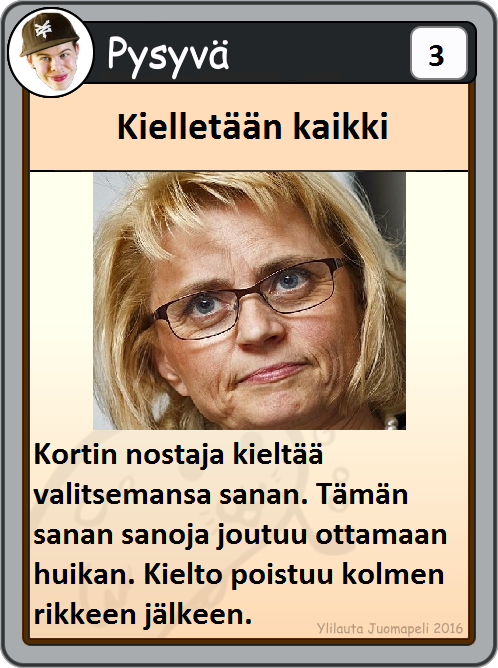 Pysyvä
3
Kielletään kaikki
Kortin nostaja kieltää
valitsemansa sanan. Tämän
sanan sanoja joutuu ottamaan
huikan. Kielto poistuu kolmen
rikkeen jälkeen.
Ylilauta Juomapeli 2016